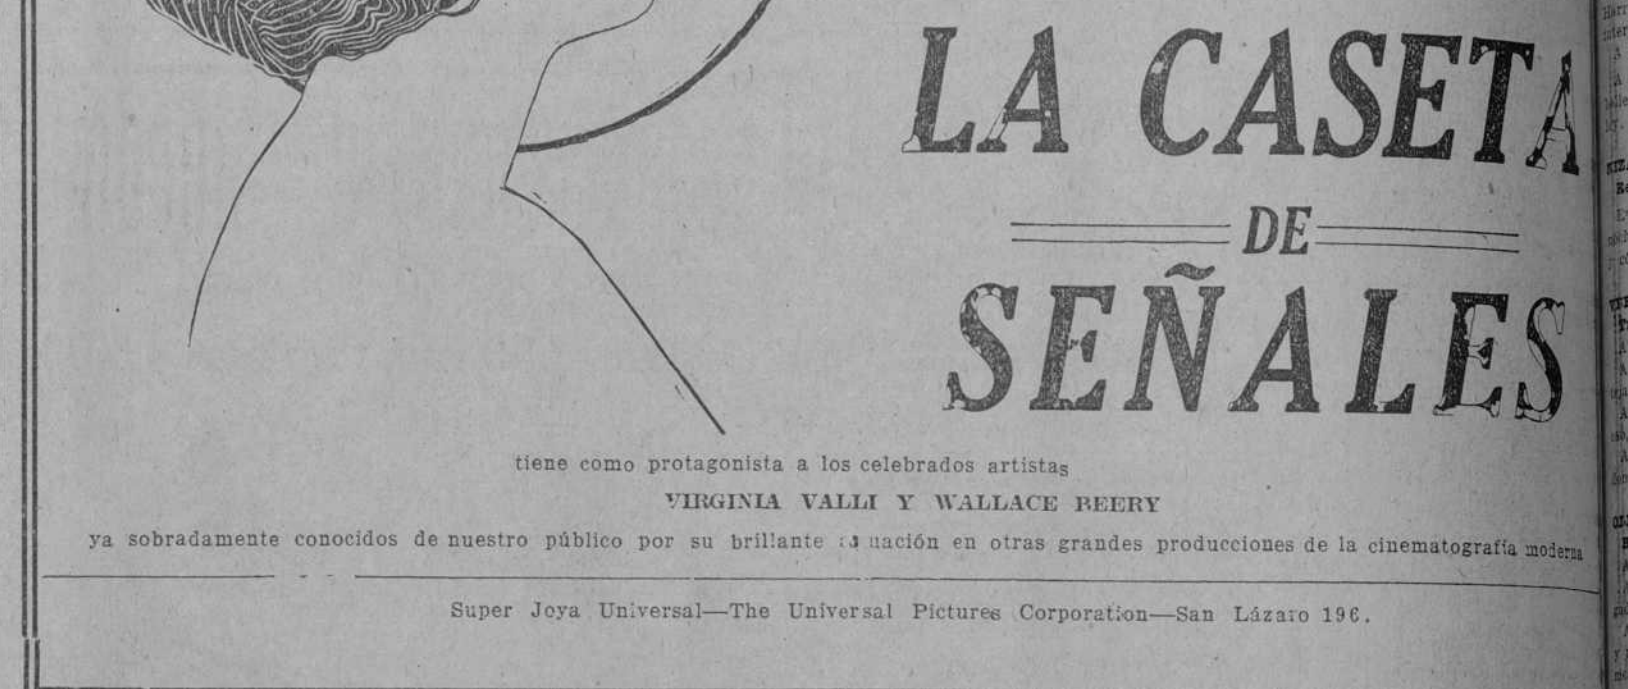 LA CASETA
DE
SEÑALES
tiene como protagonista a los celebrados artistas
VIRGINIA VALLI Y WALLACE BEERY
ya sobradamente conocidos de nuestro público por su brillante en otras grandes producciones de la cinematografía moderna
Super Joya Universal—The Universal Pictures Corporation—San Lázaro 196.